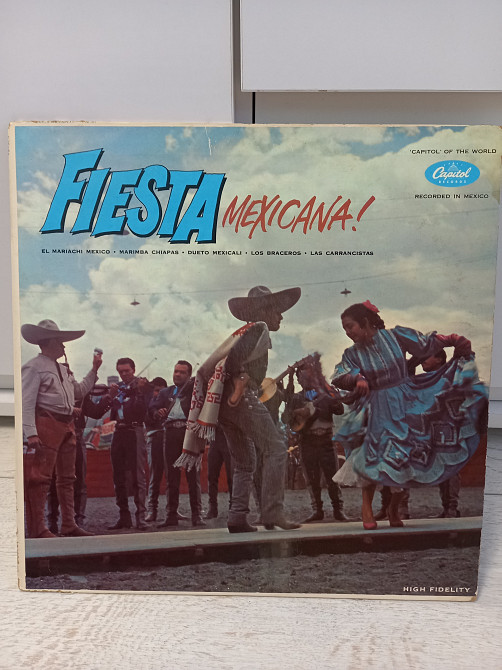 'CAPITOL' OF THE WORLD
Capitol
RECORDS
RECORDED IN MEXICO
FIESTA
MEXICANA!
EL MARIACHI MEXICO • MARIMBA CHIAPAS • DUETO MEXICALI • LOS BRACEROS • LAS CARRANCISTAS
HIGH FIDELITY